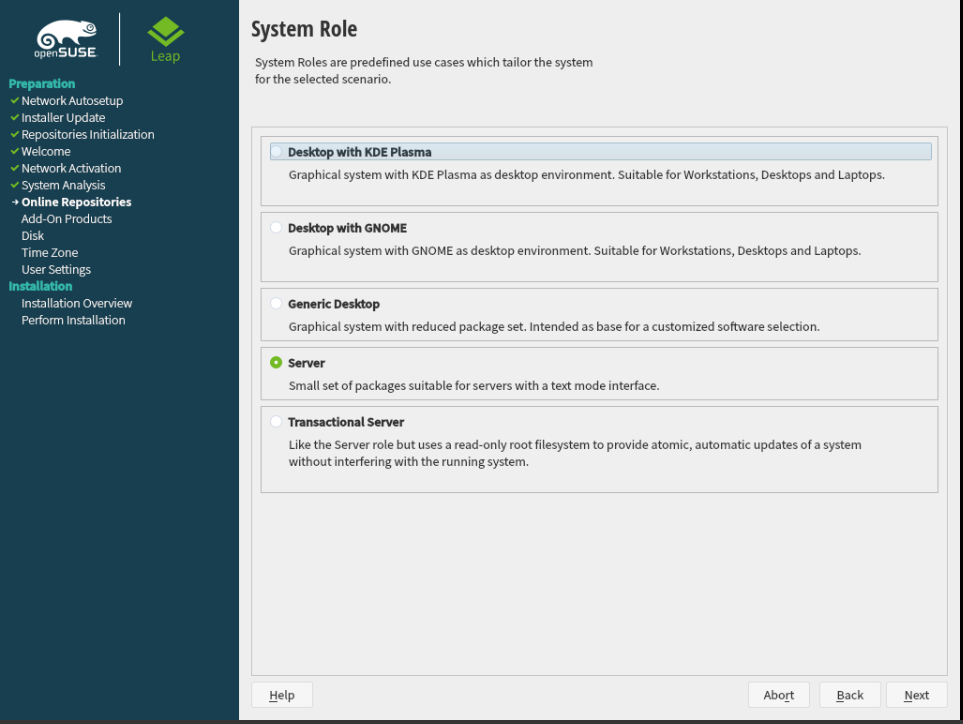 openSUSE
Leap
Preparation
Network Autosetup
Installer Update
Repositories Initialization
Welcome
Network Activation
System Analysis
Online Repositories
Add-On Products
Disk
Time Zone
User Settings
Installation
Installation Overview
Perform Installation
System Role
System Roles are predefined use cases which tailor the system
for the selected scenario.
Desktop with KDE Plasma
Graphical system with KDE Plasma as desktop environment. Suitable for Workstations, Desktops and Laptops.
Desktop with GNOME
Graphical system with GNOME as desktop environment. Suitable for Workstations, Desktops and Laptops.
Generic Desktop
Graphical system with reduced package set. Intended as base for a customized software selection.
Server
Small set of packages suitable for servers with a text mode interface.
Transactional Server
Like the Server role but uses a read-only root filesystem to provide atomic, automatic updates of a system
without interfering with the running system.
Help Abort Back Next